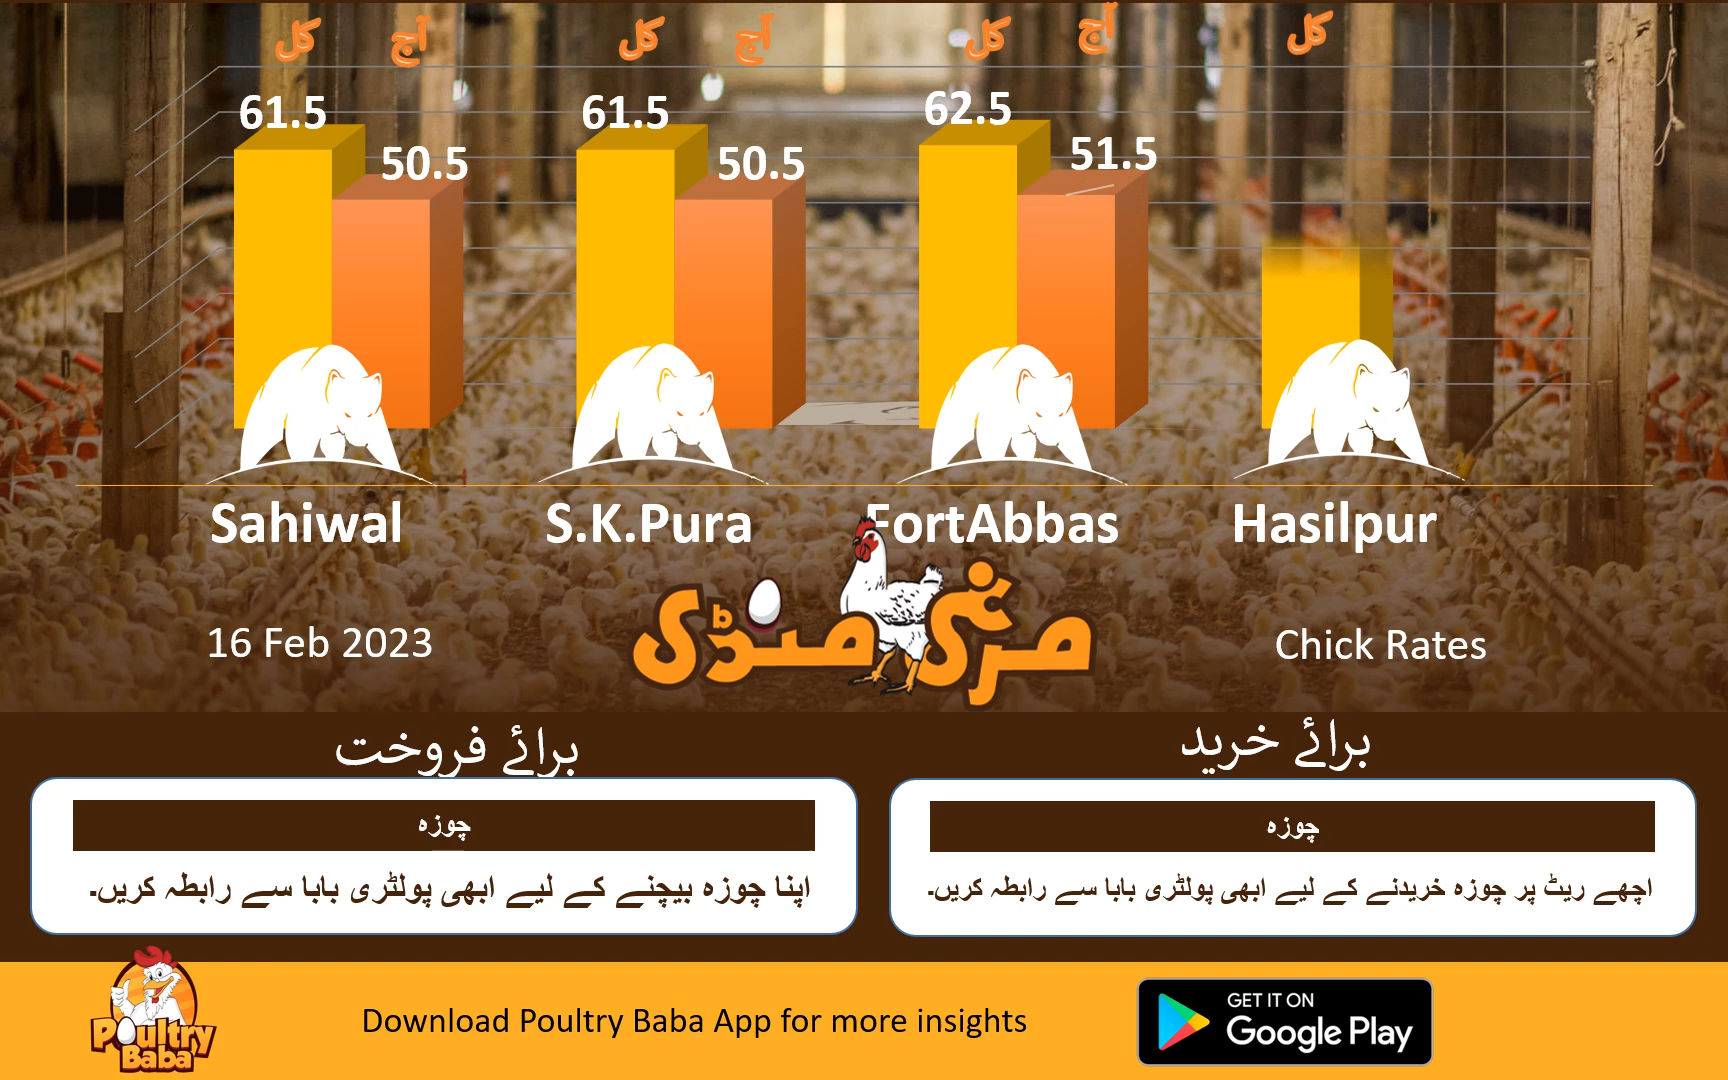 کل آج کل آج کل آج کل
61.5 50.5 61.5 50.5 62.5 51.5
Sahiwal S.K.Pura FortAbbas Hasilpur
16 Feb 2023
مرغی منڈی
Chick Rates
برائے فروخت
برائے خرید
چوزہ
چوزہ
اپنا چوزہ بیچنے کے لیے ابھی پولٹری بابا سے رابطہ کریں۔
اچھے ریٹ پر چوزہ خریدنے کے لیے ابھی پولٹری بابا سے رابطہ کریں۔
Poultry
Baba
Download Poultry Baba App for more insights
GET IT ON
Google Play